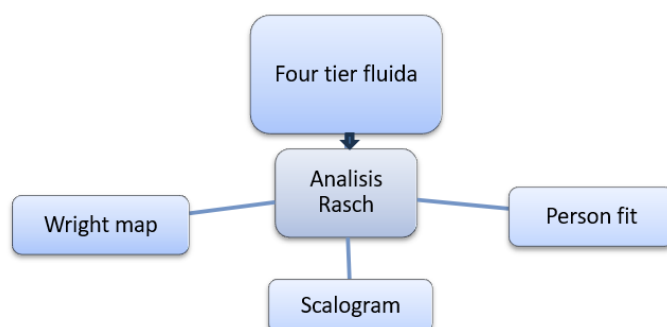 Four tier fluida
Analisis
Rasch
Wright map
Person fit
Scalogram